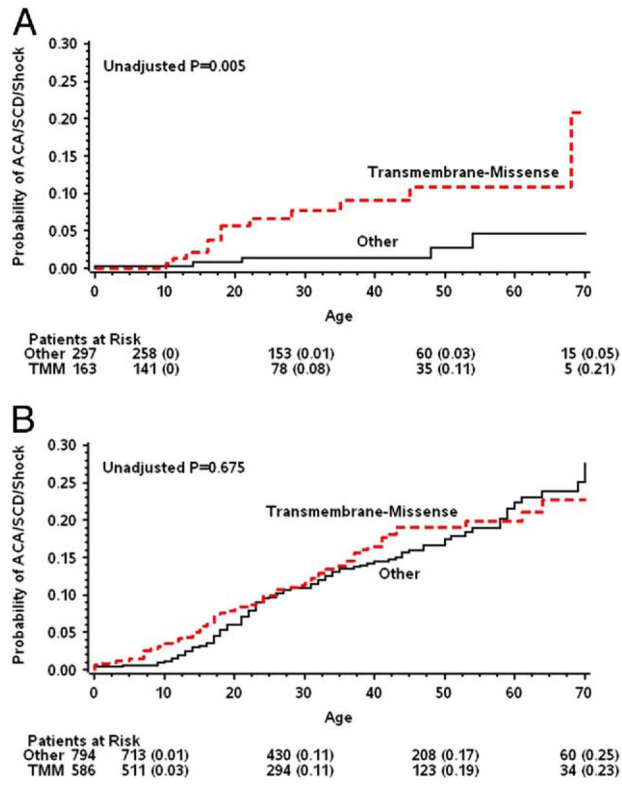 A
Probability of ACA/SCD/Shock
0.30
0.25
0.20
0.15
0.10
0.05
0.00
Unadjusted P=0.005
Transmembrane-Missense
Other
0 10 20 30 40 50 60 70
Age
Patients at Risk
Other 297 258 (0) 153 (0.01) 60 (0.03) 15 (0.05)
TMM 163 141 (0) 78 (0.08) 35 (0.11) 5 (0.21)
B
Probability of ACA/SCD/Shock
0.30
0.25
0.20
0.15
0.10
0.05
0.00
Unadjusted P=0.675
Transmembrane-Missense
Other
0 10 20 30 40 50 60 70
Age
Patients at Risk
Other 794 713 (0.01) 430 (0.11) 208 (0.17) 60 (0.25)
TMM 586 511 (0.03) 294 (0.11) 123 (0.19) 34 (0.23)